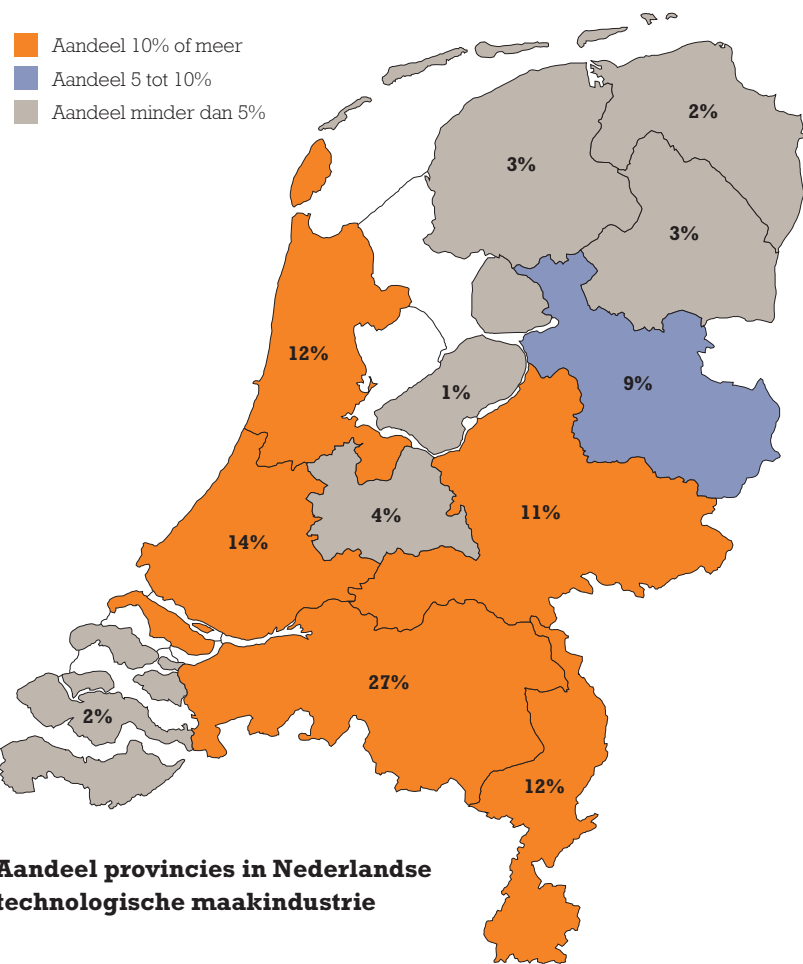 Aandeel 10% of meer
Aandeel 5 tot 10%
Aandeel minder dan 5%
2%
3%
3%
12%
9%
1%
11%
4%
14%
27%
2%
12%
Aandeel provincies in Nederlandse
technologische maakindustrie